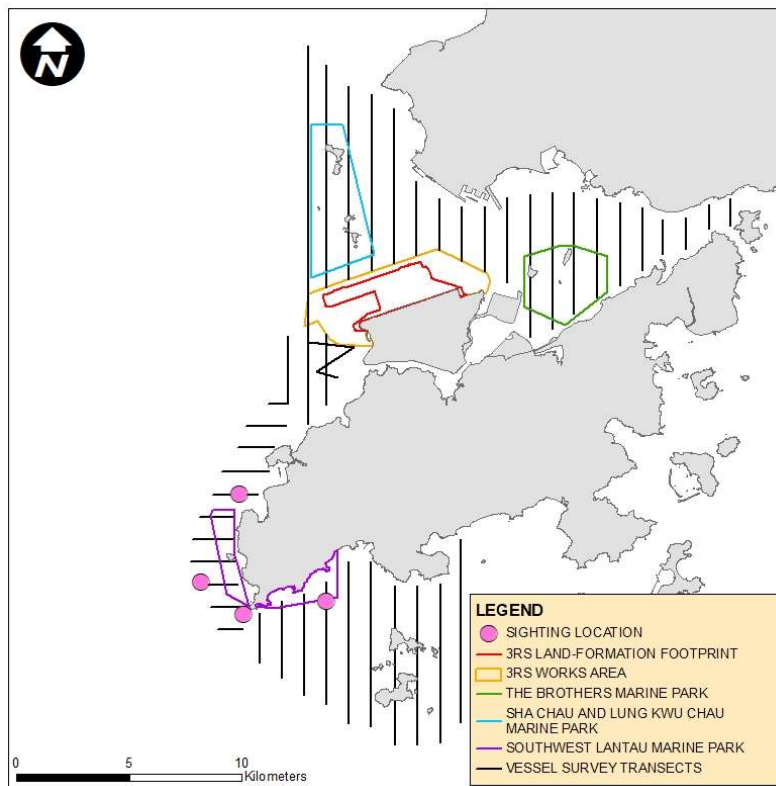 N
LEGEND
SIGHTING LOCATION
3RS LAND-FORMATION FOOTPRINT
3RS WORKS AREA
THE BROTHERS MARINE PARK
SHA CHAU AND LUNG KWU CHAU
MARINE PARK
SOUTHWEST LANTAU MARINE PARK
VESSEL SURVEY TRANSECTS
0 5 10
Kilometers